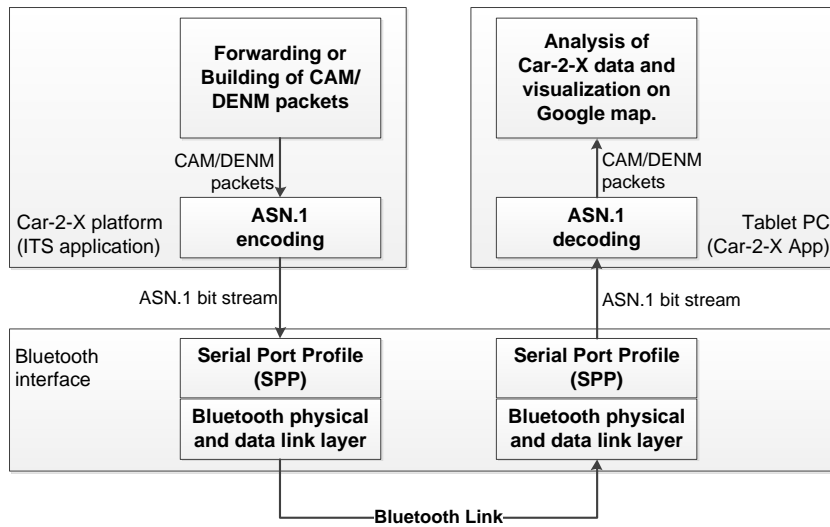 Forwarding or
Building of CAM/
DENM packets
CAM/DENM
packets
Car-2-X platform
(ITS application)
ASN.1
encoding
ASN.1 bit stream
Analysis of
Car-2-X data and
visualization on
Google map.
CAM/DENM
packets
ASN.1
decoding
Tablet PC
(Car-2-X App)
ASN.1 bit stream
Bluetooth
interface
Serial Port Profile
(SPP)
Bluetooth physical
and data link layer
Serial Port Profile
(SPP)
Bluetooth physical
and data link layer
Bluetooth Link